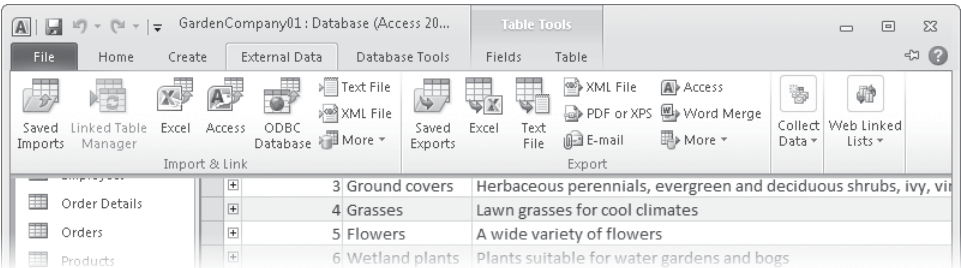 GardenCompany01 : Database (Access 20...
Table Tools
File Home Create External Data Database Tools Fields Table
Saved Imports
Linked Table Manager
Excel
Access
ODBC Database
Text File
XML File
More
Import & Link
Saved Exports
Excel
Text File
XML File
PDF or XPS
E-mail
Access
Word Merge
More
Export
Collect Data
Web Linked Lists
Order Details
Orders
Products
3 Ground covers Herbaceous perennials, evergreen and deciduous shrubs, ivy,
4 Grasses Lawn grasses for cool climates
5 Flowers A wide variety of flowers
6 Wetland plants Plants suitable for water gardens and bogs